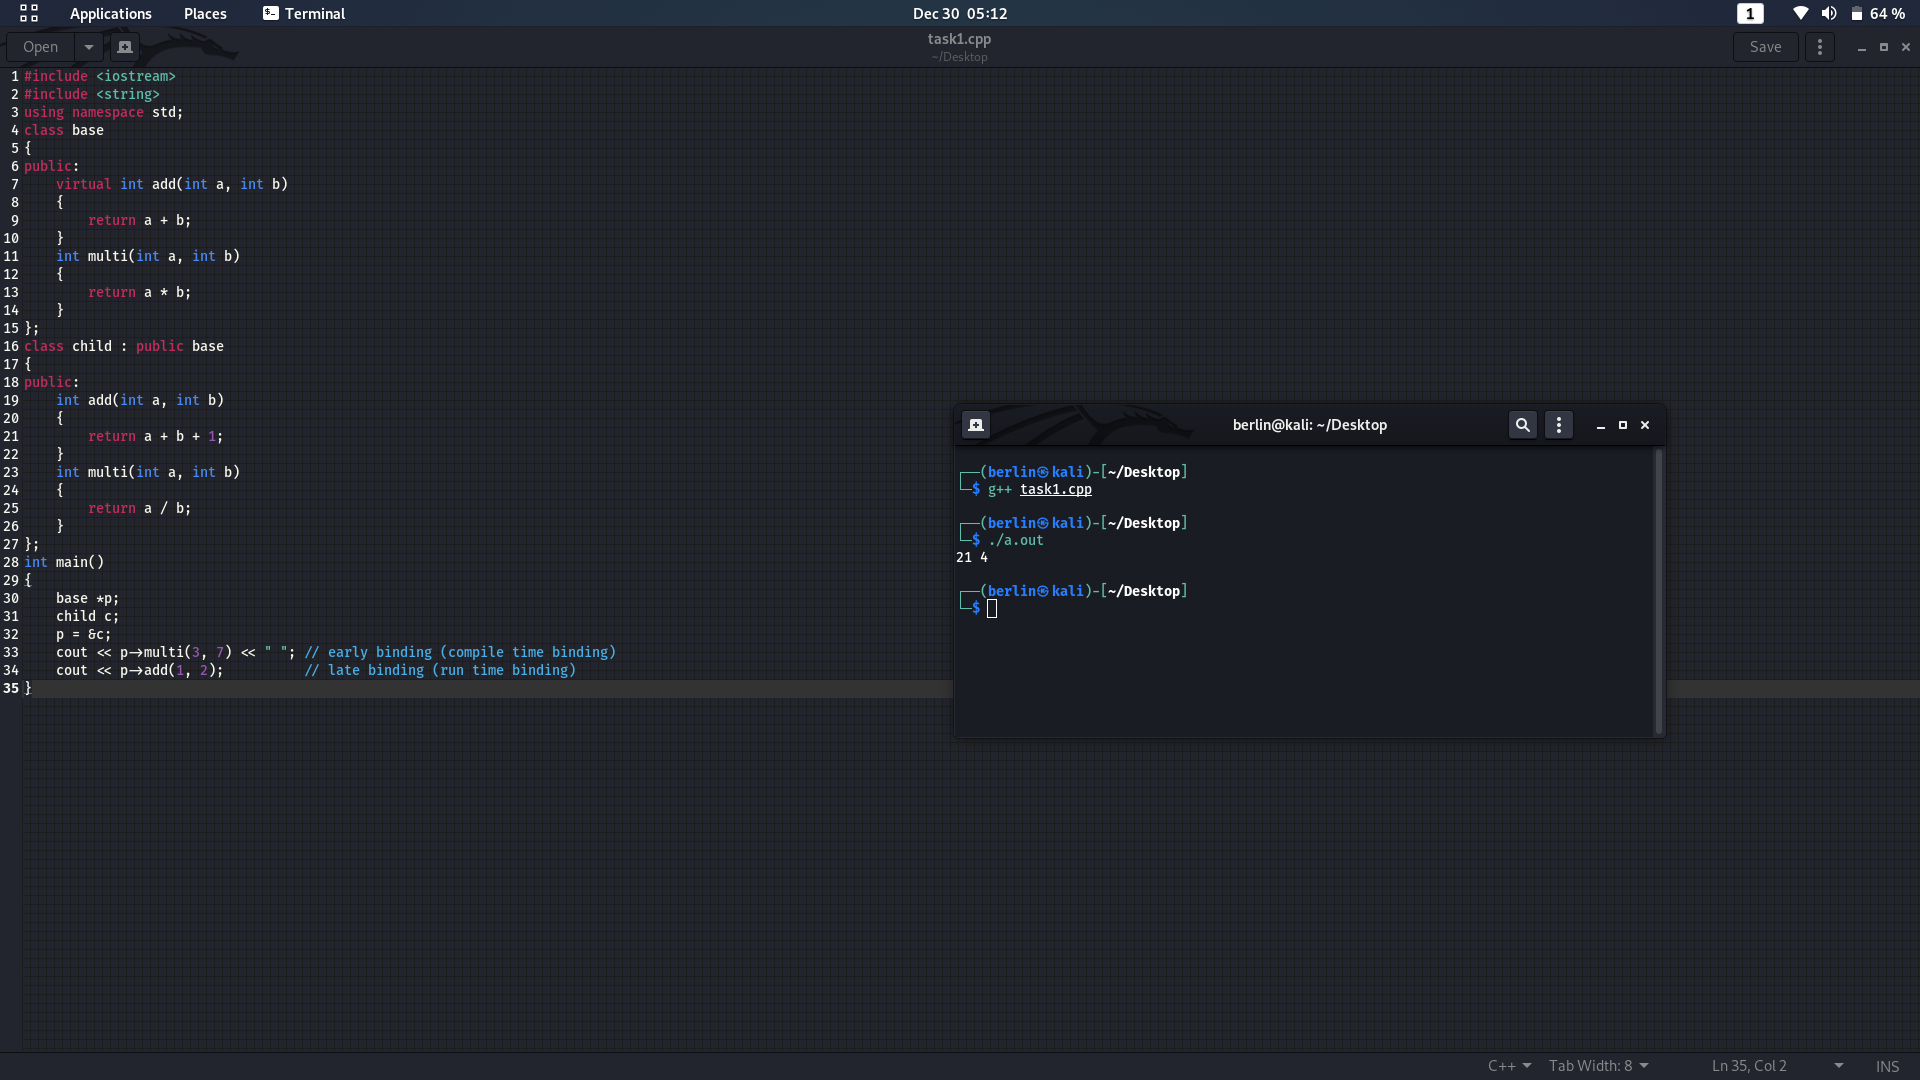 Applications Places Terminal Dec 30 05:12 1 64 %
Open task1.cpp Save
~/Desktop
1 #include <iostream>
2 #include <string>
3 using namespace std;
4 class base
5 {
6 public:
7     virtual int add(int a, int b)
8     {
9         return a + b;
10     }
11     int multi(int a, int b)
12     {
13         return a * b;
14     }
15 };
16 class child : public base
17 {
18 public:
19     int add(int a, int b)
20     {
21         return a + b + 1;
22     }
23     int multi(int a, int b)
24     {
25         return a / b;
26     }
27 };
28 int main()
29 {
30     base *p;
31     child c;
32     p = &c;
33     cout << p->multi(3, 7) << " "; // early binding (compile time binding)
34     cout << p->add(1, 2);          // late binding (run time binding)
35 }
berlin@kali: ~/Desktop
┌──(berlin㉿kali)-[~/Desktop]
└─$ g++ task1.cpp
┌──(berlin㉿kali)-[~/Desktop]
└─$ ./a.out
21 4
┌──(berlin㉿kali)-[~/Desktop]
└─$
C++ Tab Width: 8 Ln 35, Col 2 INS